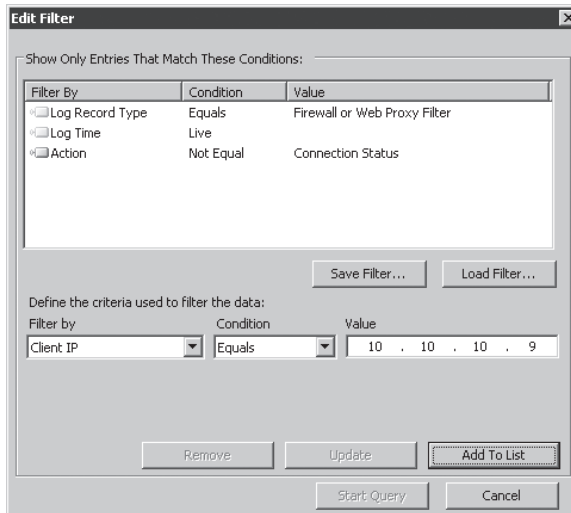 Edit Filter
Show Only Entries That Match These Conditions:
Filter By Condition Value
Log Record Type Equals Firewall or Web Proxy Filter
Log Time Live
Action Not Equal Connection Status
Save Filter... Load Filter...
Define the criteria used to filter the data:
Filter by Condition Value
Client IP Equals 10 . 10 . 10 . 9
Remove Update Add To List
Start Query Cancel